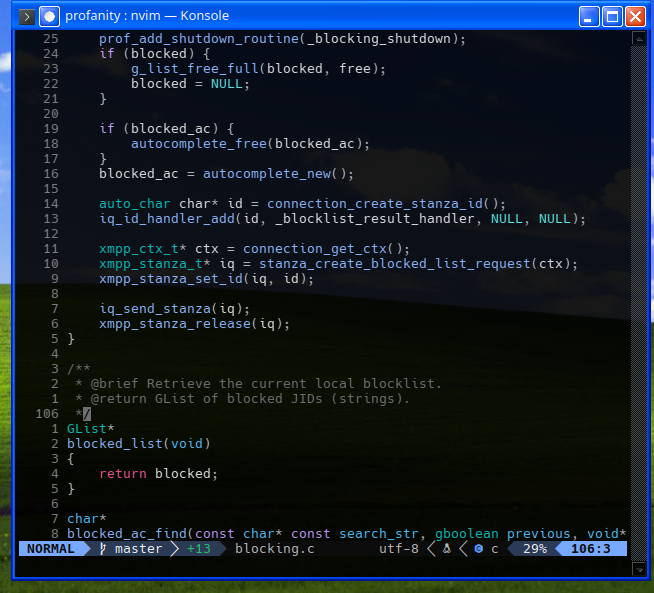 profanity : nvim — Konsole
25     prof_add_shutdown_routine(_blocking_shutdown);
24     if (blocked) {
23         g_list_free_full(blocked, free);
22         blocked = NULL;
21     }
20
19     if (blocked_ac) {
18         autocomplete_free(blocked_ac);
17     }
16     blocked_ac = autocomplete_new();
15
14     auto_char char* id = connection_create_stanza_id();
13     iq_id_handler_add(id, _blocklist_result_handler, NULL, NULL);
12
11     xmpp_ctx_t* ctx = connection_get_ctx();
10     xmpp_stanza_t* iq = stanza_create_blocked_list_request(ctx);
9     xmpp_stanza_set_id(iq, id);
8
7     iq_send_stanza(iq);
6     xmpp_stanza_release(iq);
5 }
4
3 /**
2  * @brief Retrieve the current local blocklist.
1  * @return GList of blocked JIDs (strings).
106  */
1 GList*
2 blocked_list(void)
3 {
4     return blocked;
5 }
6
7 char*
8 blocked_ac_find(const char* const search_str, gboolean previous, void*
NORMAL master +13 blocking.c utf-8 c 29% 106:3